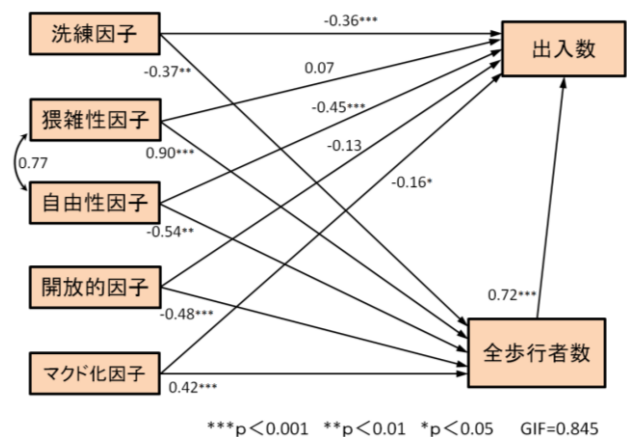 洗練因子
-0.36***
出入数
-0.37**
0.07
猥雑性因子
-0.45***
0.77
0.90***
-0.13
自由性因子
-0.16*
-0.54**
開放的因子
-0.48***
0.72***
全歩行者数
マクド化因子
0.42***
***p<0.001 **p<0.01 *p<0.05 GIF=0.845